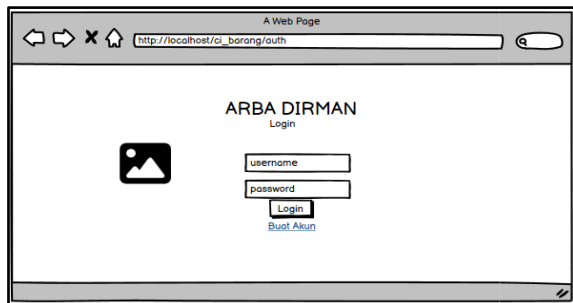 A Web Page
http://localhost/ci_barang/auth
ARBA DIRMAN
Login
username
password
Login
Buat Akun